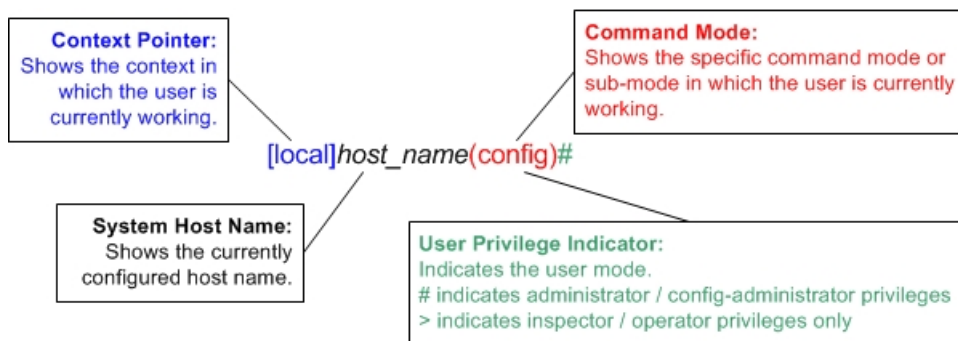 Context Pointer:
Shows the context in
which the user is
currently working.
Command Mode:
Shows the specific command mode or
sub-mode in which the user is currently
working.
[local]host_name(config)#
System Host Name:
Shows the currently
configured host name.
User Privilege Indicator:
Indicates the user mode.
# indicates administrator / config-administrator privileges
> indicates inspector / operator privileges only